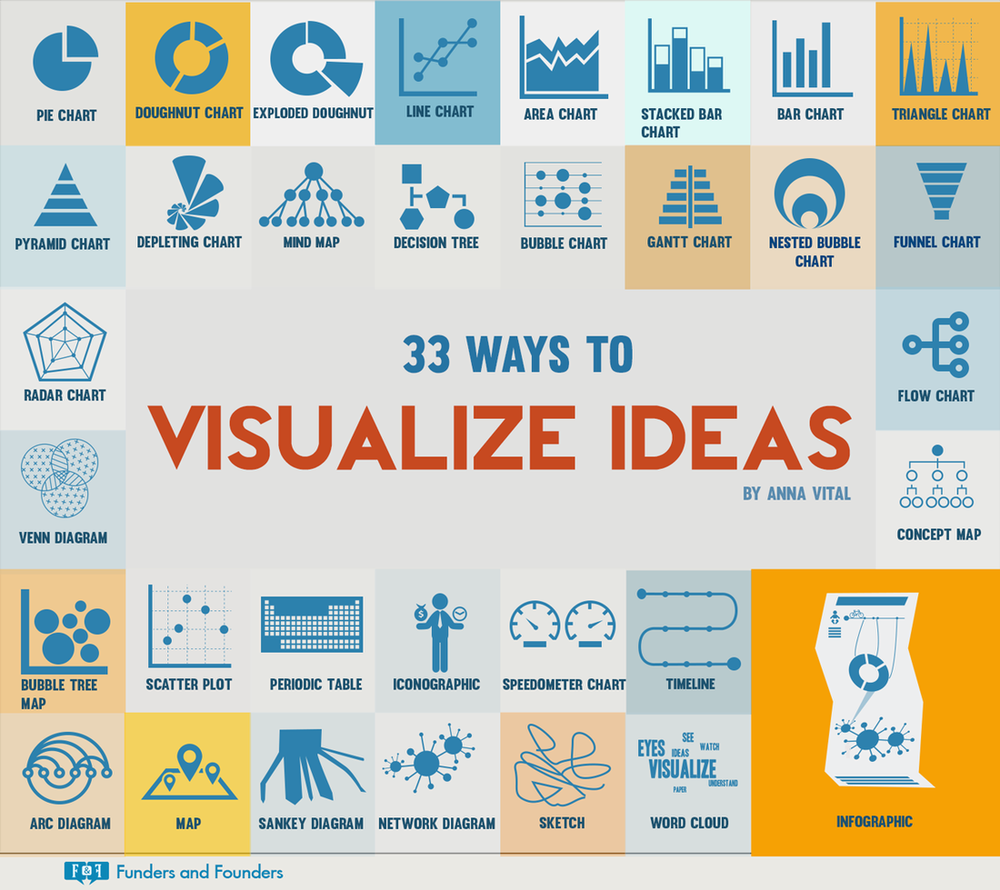 PIE CHART
DOUGHNUT CHART
EXPLODED DOUGHNUT
LINE CHART
AREA CHART
STACKED BAR
CHART
BAR CHART
TRIANGLE CHART
PYRAMID CHART
DEPLETING CHART
MIND MAP
DECISION TREE
BUBBLE CHART
GANTT CHART
NESTED BUBBLE
CHART
FUNNEL CHART
RADAR CHART
33 WAYS TO
VISUALIZE IDEAS
BY ANNA VITAL
FLOW CHART
VENN DIAGRAM
CONCEPT MAP
BUBBLE TREE
MAP
SCATTER PLOT
PERIODIC TABLE
$
ICONOGRAPHIC
SPEEDOMETER CHART
TIMELINE
ARC DIAGRAM
MAP
SANKEY DIAGRAM
NETWORK DIAGRAM
SKETCH
SEE
EYES
IDEAS
WATCH
VISUALIZE
UNDERSTAND
PAPER
WORD CLOUD
INFOGRAPHIC
F&F
Funders and Founders